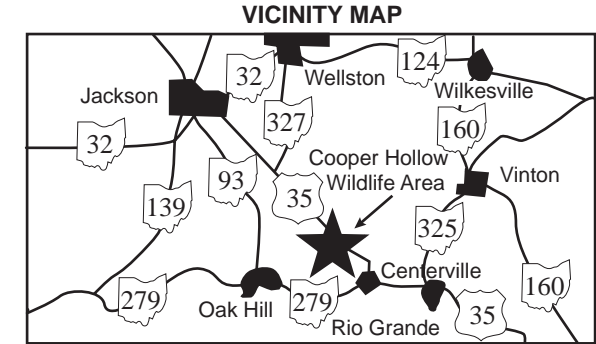 VICINITY MAP
124
32
Wellston
Wilkesville
Jackson
327
160
32
Cooper Hollow
Wildlife Area
Vinton
93
35
139
325
Centerville
279
Oak Hill
279
160
Rio Grande
35